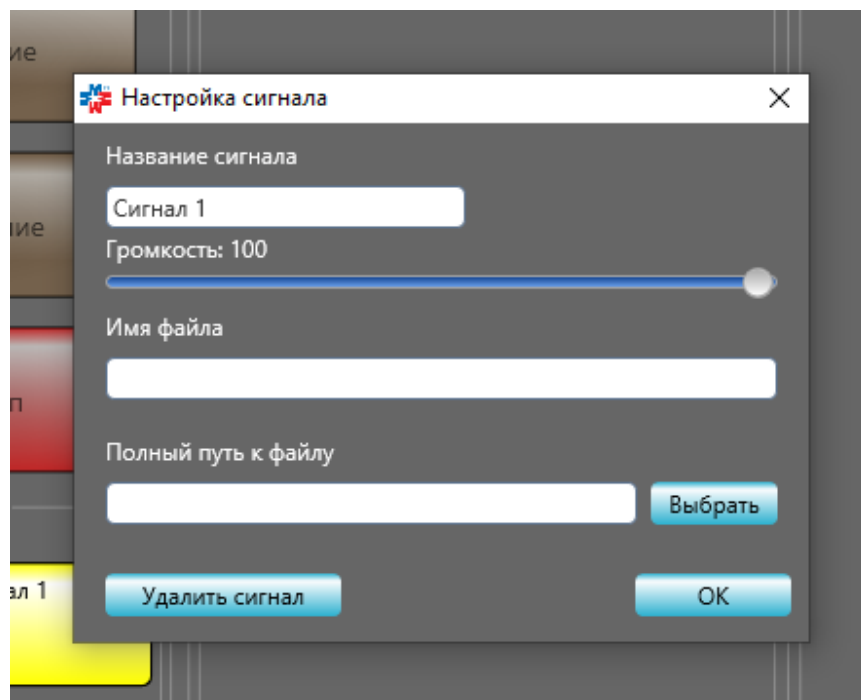 Настройка сигнала
Название сигнала
Сигнал 1
Громкость: 100
Имя файла
Полный путь к файлу
Выбрать
Удалить сигнал
OK